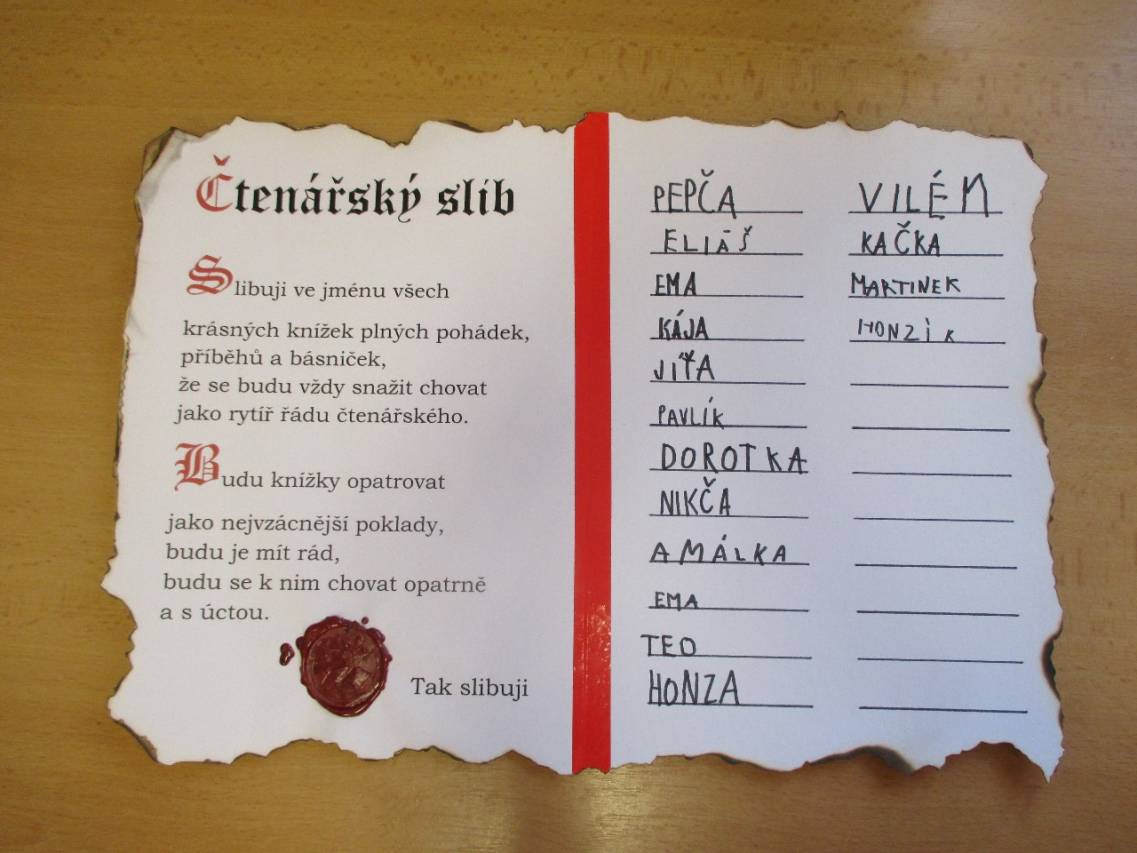 Čtenářský slib
Slibuji ve jménu všech
krásných knížek plných pohádek,
příběhů a básniček,
že se budu vždy snažit chovat
jako rytíř řádu čtenářského.
Budu knížky opatrovat
jako nejvzácnější poklady,
budu je mít rád,
budu se k nim chovat opatrně
a s úctou.
Tak slibuji
PEPČA
ELIÁŠ
EMA
KÁJA
JIŤA
PAVLÍK
DOROTKA
NIKČA
AMÁLKA
EMA
TEO
HONZA
VILÉM
KAČKA
MARTINEK
HONZÍK